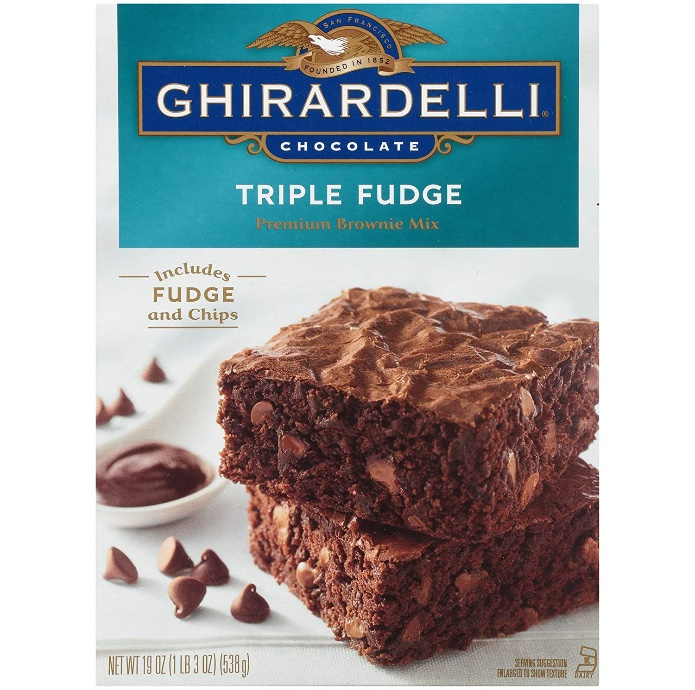 SAN FRANCISCO
FOUNDED IN 1852
GHIRARDELLI®
CHOCOLATE
TRIPLE FUDGE
Premium Brownie Mix
Includes
FUDGE
and Chips
NET WT 19 OZ (1 LB 3 OZ) (538g)
SERVING SUGGESTION
ENLARGED TO SHOW TEXTURE
K
DAIRY